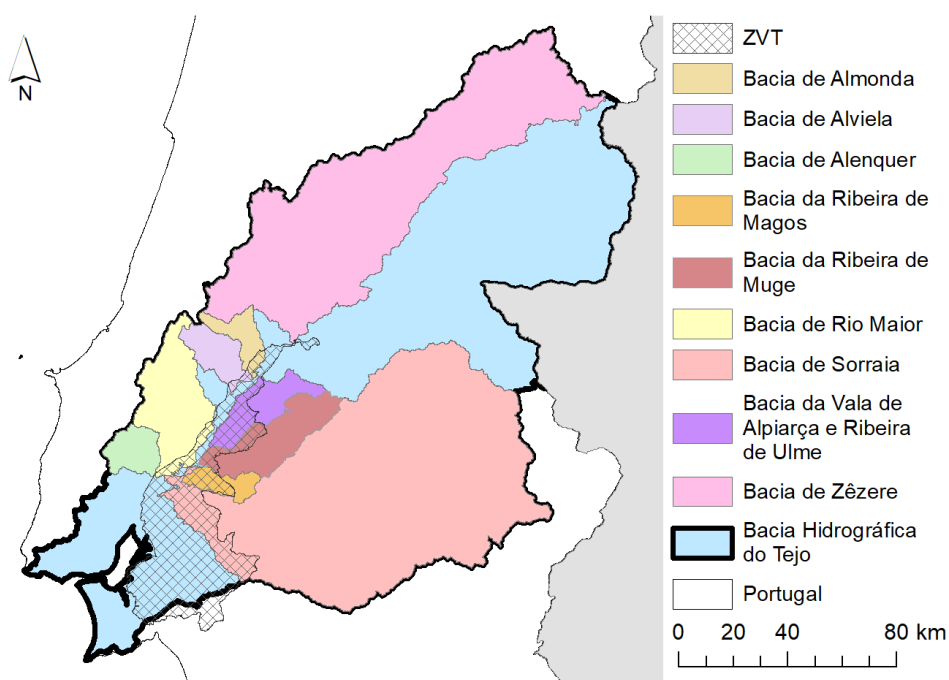 N
ZVT
Bacia de Almonda
Bacia de Alviela
Bacia de Alenquer
Bacia da Ribeira de
Magos
Bacia da Ribeira de
Muge
Bacia de Rio Maior
Bacia de Sorraia
Bacia da Vala de
Alpiarça e Ribeira
de Ulme
Bacia de Zêzere
Bacia Hidrográfica
do Tejo
Portugal
0 20 40 80 km